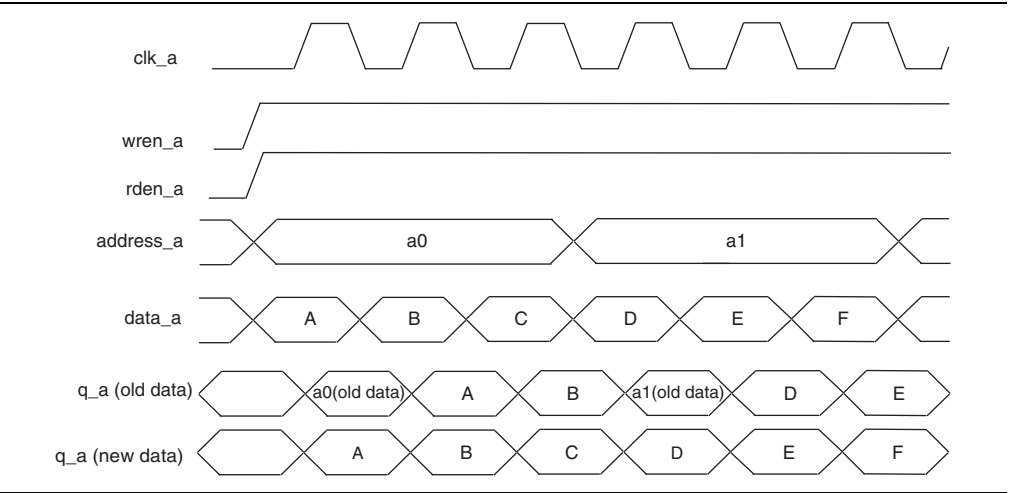 clk_a
wren_a
rden_a
address_a a0 a1
data_a A B C D E F
q_a (old data) a0(old data) A B a1(old data) D E
q_a (new data) A B C D E F